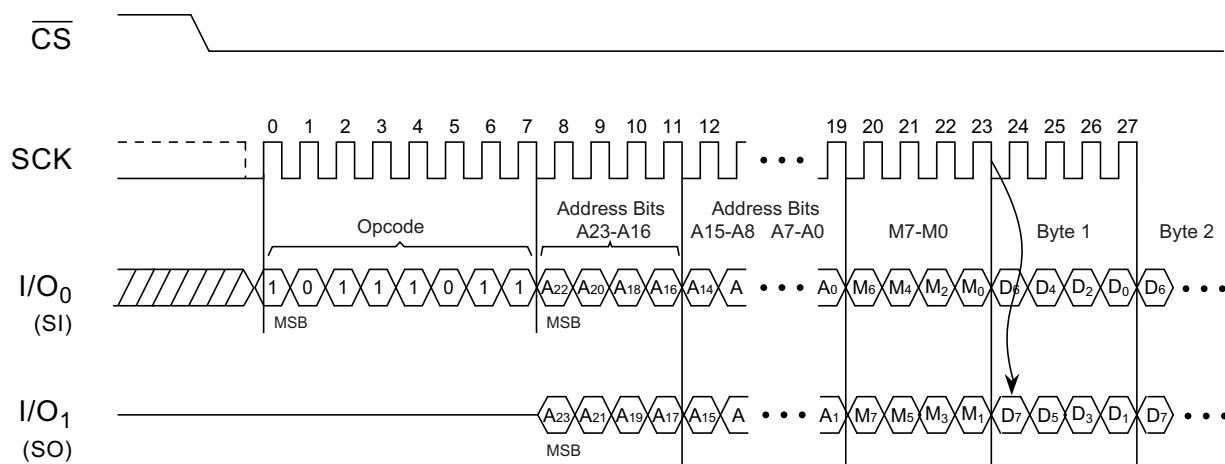 CS
0 1 2 3 4 5 6 7 8 9 10 11 12 19 20 21 22 23 24 25 26 27
SCK
Opcode
Address Bits
A23-A16
Address Bits
A15-A8 A7-A0
M7-M0
Byte 1
Byte 2
I/O0
(SI)
1 0 1 1 1 0 1 1 A22 A20 A18 A16 A14 A A0 M6 M4 M2 M0 D6 D4 D2 D0 D6
MSB MSB
I/O1
(SO)
A23 A21 A19 A17 A15 A A1 M7 M5 M3 M1 D7 D5 D3 D1 D7
MSB